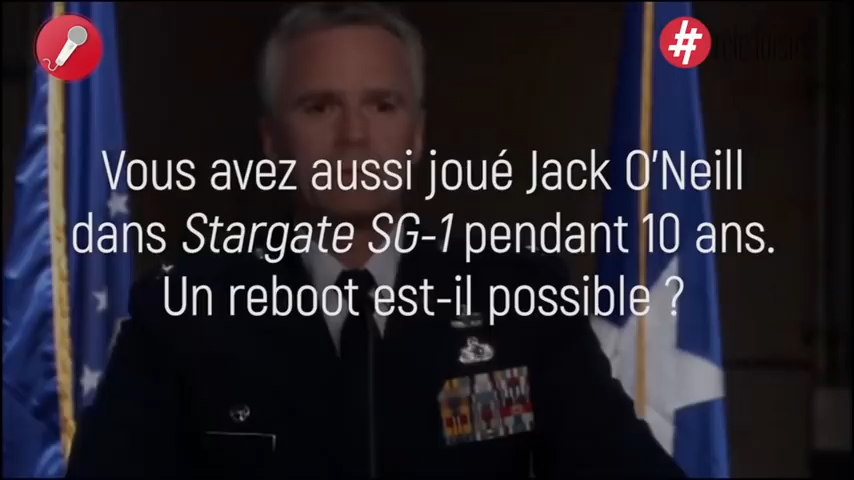 #
Vous avez aussi joué Jack O'Neill
dans Stargate SG-1 pendant 10 ans.
Un reboot est-il possible ?